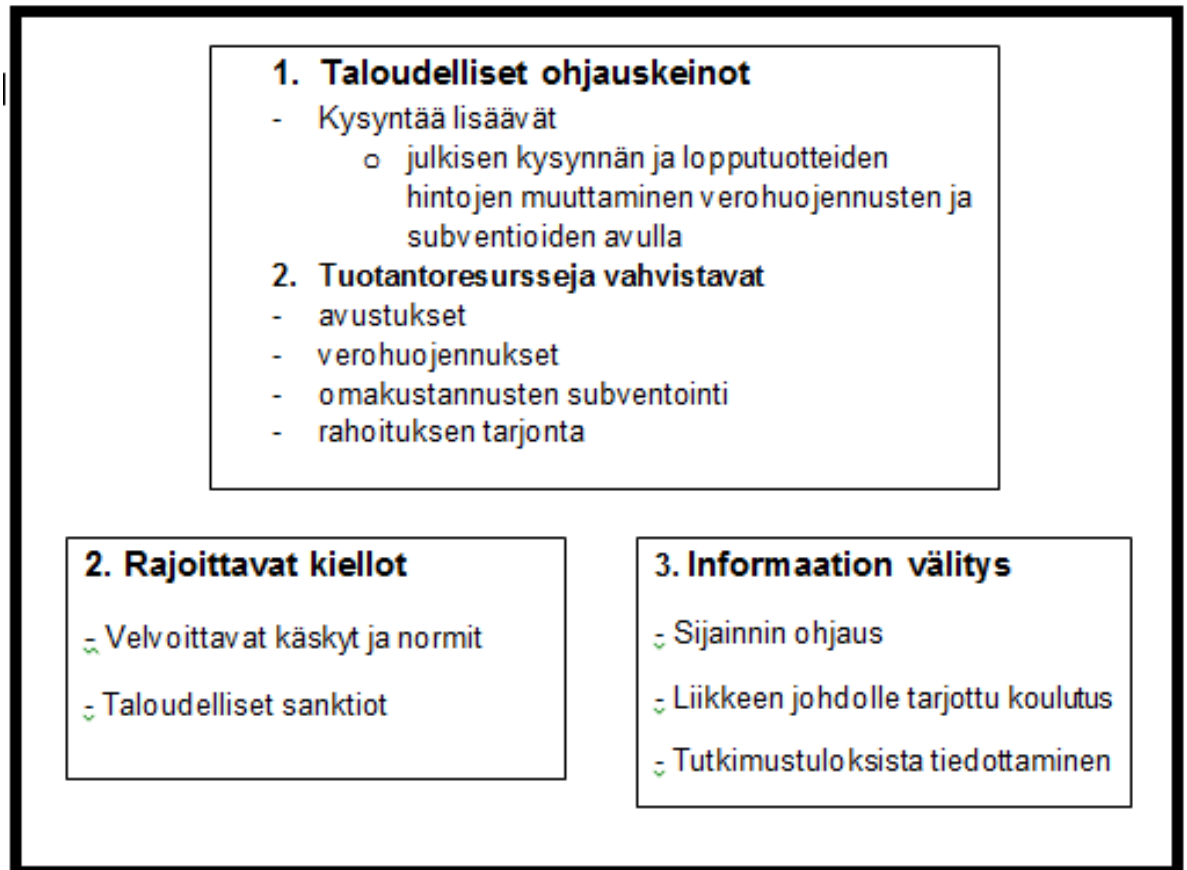 1. Taloudelliset ohjauskeinot
- Kysyntää lisäävät
o julkisen kysynnän ja lopputuotteiden
hintojen muuttaminen verohuojennusten ja
subventioiden avulla
2. Tuotantoresursseja vahvistavat
- avustukset
- verohuojennukset
- omakustannusten subventointi
- rahoituksen tarjonta
2. Rajoittavat kiellot
- Velvoittavat käskyt ja normit
- Taloudelliset sanktiot
3. Informaation välitys
- Sijainnin ohjaus
- Liikkeen johdolle tarjottu koulutus
- Tutkimustuloksista tiedottaminen